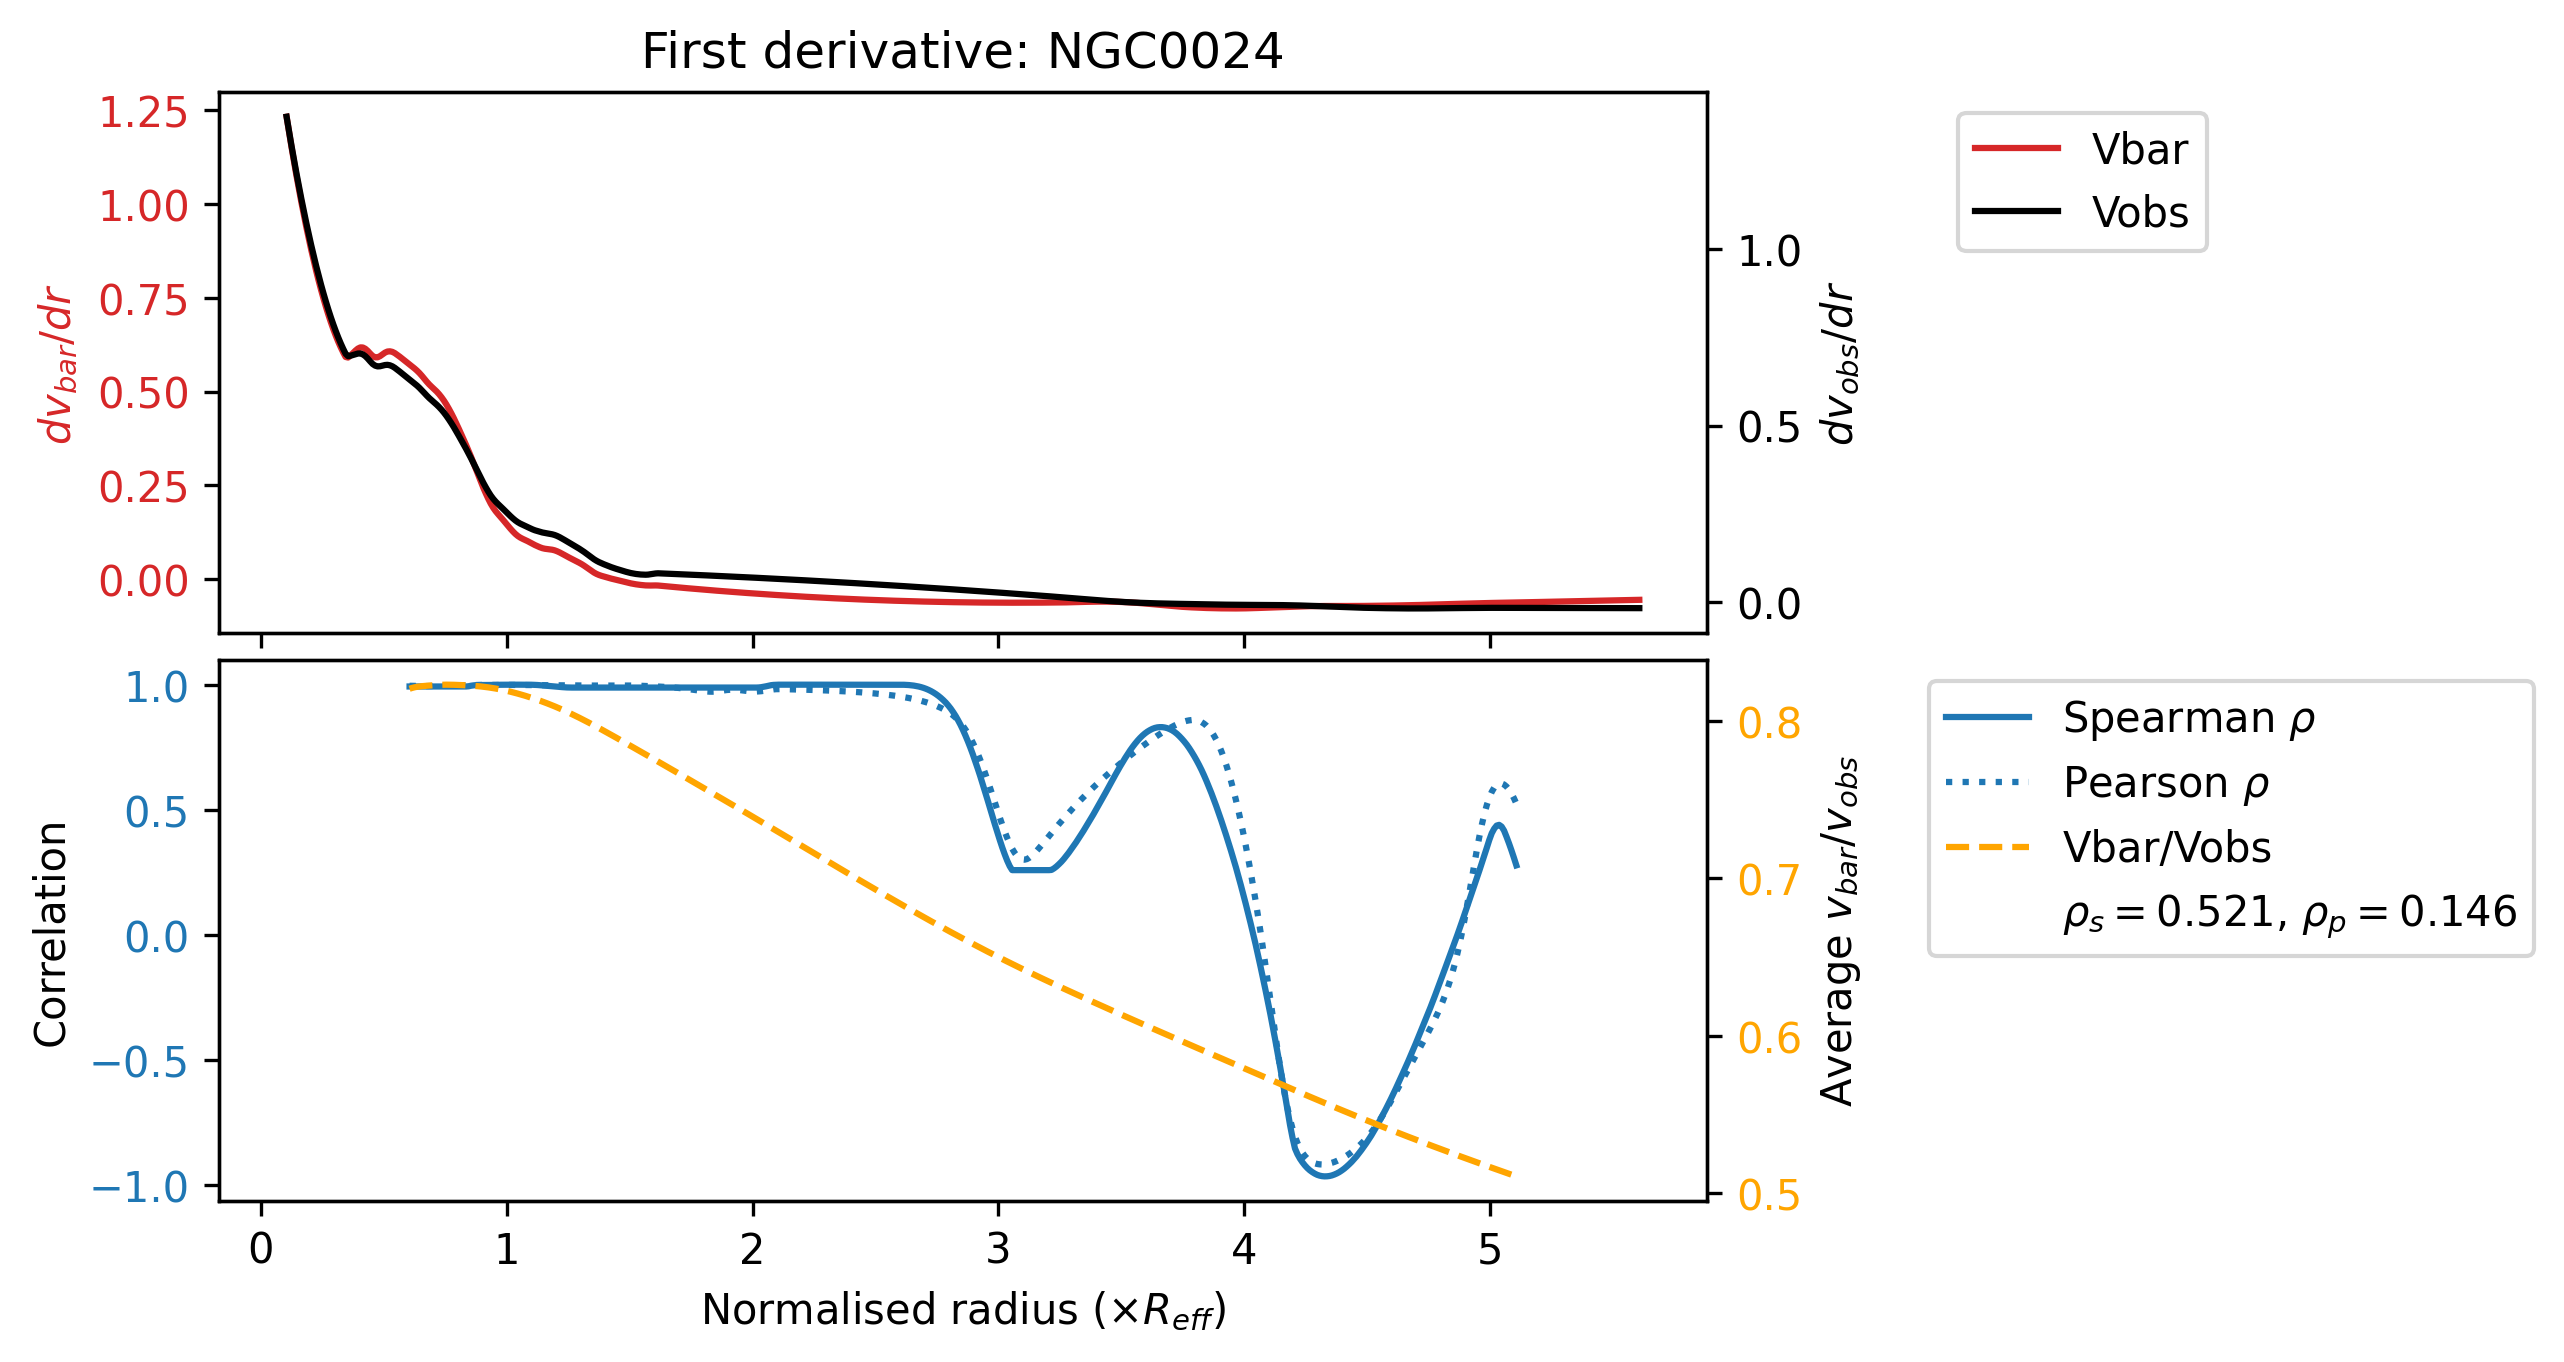 First derivative: NGC0024
1.25
1.00
0.75
0.50
0.25
0.00
dv_bar/dr
1.0
0.5
0.0
dv_obs/dr
Vbar
Vobs
1.0
0.5
0.0
−0.5
−1.0
Correlation
0.8
0.7
0.6
0.5
Average v_bar/v_obs
Spearman ρ
Pearson ρ
Vbar/Vobs
ρ_s = 0.521, ρ_p = 0.146
0 1 2 3 4 5
Normalised radius (×R_eff)